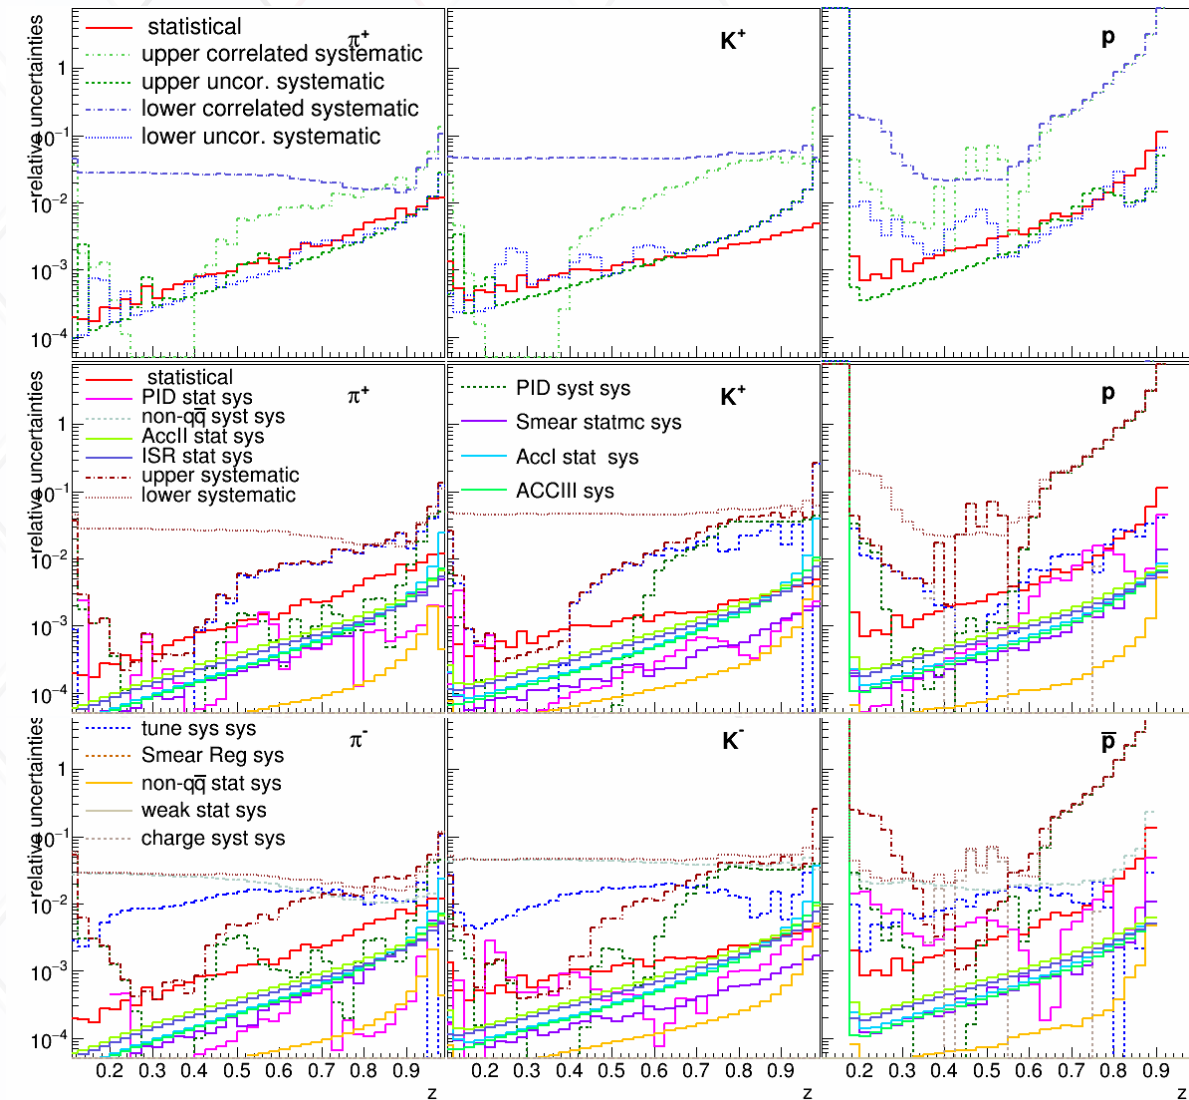 relative uncertainties
1
10⁻¹
10⁻²
10⁻³
10⁻⁴
statistical
upper correlated systematic
upper uncor. systematic
lower correlated systematic
lower uncor. systematic
π⁺
K⁺
p
relative uncertainties
1
10⁻¹
10⁻²
10⁻³
10⁻⁴
statistical
PID stat sys
non-qq̅ syst sys
AccII stat sys
ISR stat sys
upper systematic
lower systematic
π⁺
PID syst sys
Smear statmc sys
AccI stat sys
ACCIII sys
K⁺
p
relative uncertainties
1
10⁻¹
10⁻²
10⁻³
10⁻⁴
tune sys sys
Smear Reg sys
non-qq̅ stat sys
weak stat sys
charge syst sys
π⁻
K⁻
p̅
0.2 0.3 0.4 0.5 0.6 0.7 0.8 0.9
z
0.2 0.3 0.4 0.5 0.6 0.7 0.8 0.9
z
0.2 0.3 0.4 0.5 0.6 0.7 0.8 0.9
z